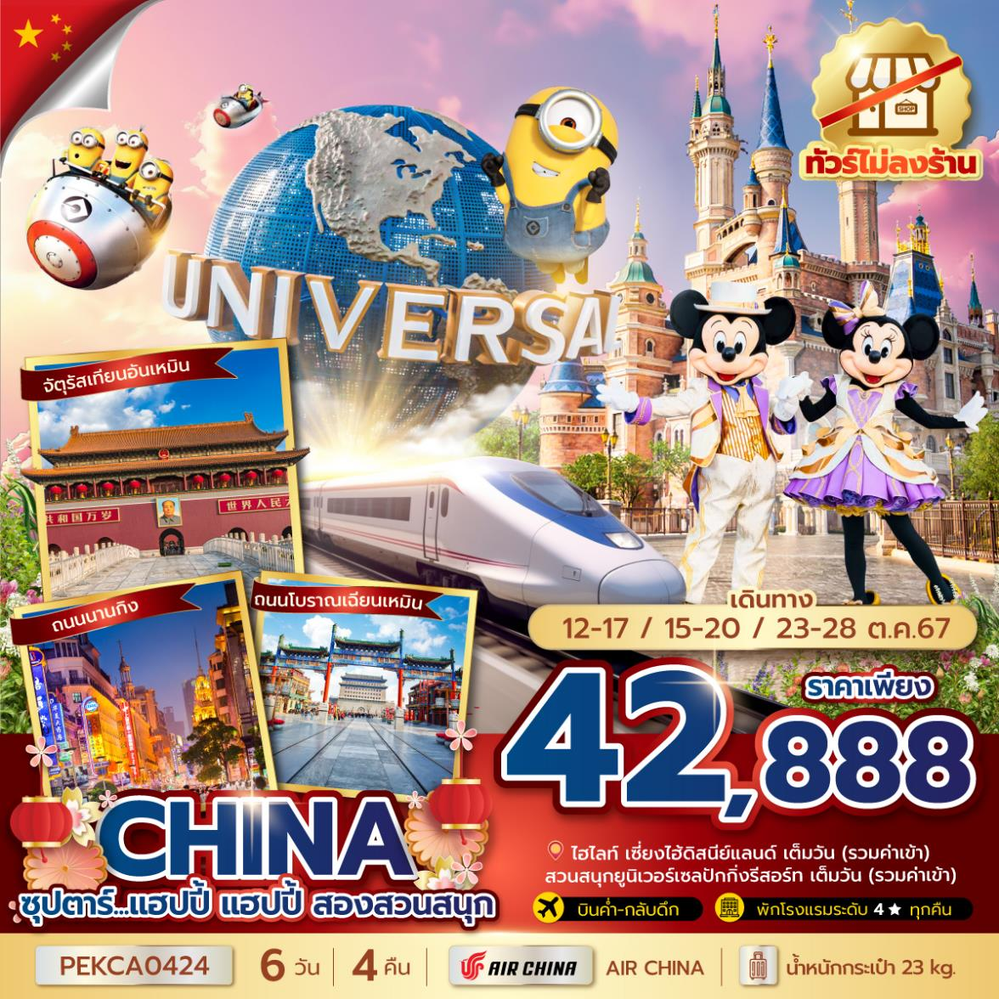 SHOP
ทัวร์ไม่ลงร้าน
UNIVERSAL
จัตุรัสเทียนอันเหมิน
共和国万岁
世界人民
ถนนนานกิง
ถนนโบราณเฉียนเหมิน
เดินทาง
12-17 / 15-20 / 23-28 ต.ค.67
ราคาเพียง
42,888
CHINA
ซุปตาร์...แฮปปี้ แฮปปี้ สองสวนสนุก
ไฮไลท์ เซี่ยงไฮ้ดิสนีย์แลนด์ เต็มวัน (รวมค่าเข้า)
สวนสนุกยูนิเวอร์เซลปักกิ่งรีสอร์ท เต็มวัน (รวมค่าเข้า)
บินค่ำ-กลับดึก
พักโรงแรมระดับ 4 ★ ทุกคืน
PEKCA0424
6 วัน
4 คืน
AIR CHINA
AIR CHINA
น้ำหนักกระเป๋า 23 kg.